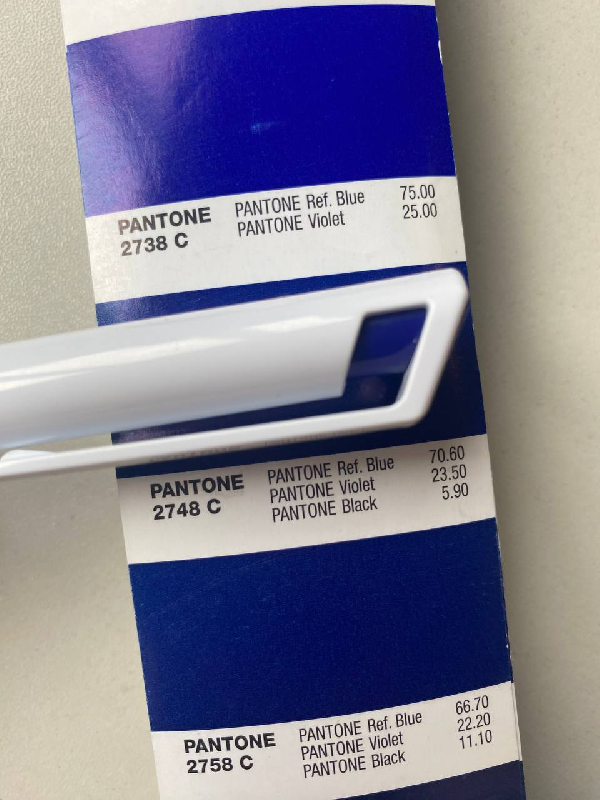 PANTONE
2738 C
PANTONE Ref. Blue 75.00
PANTONE Violet 25.00
PANTONE
2748 C
PANTONE Ref. Blue 70.60
PANTONE Violet 23.50
PANTONE Black 5.90
PANTONE
2758 C
PANTONE Ref. Blue 66.70
PANTONE Violet 22.20
PANTONE Black 11.10